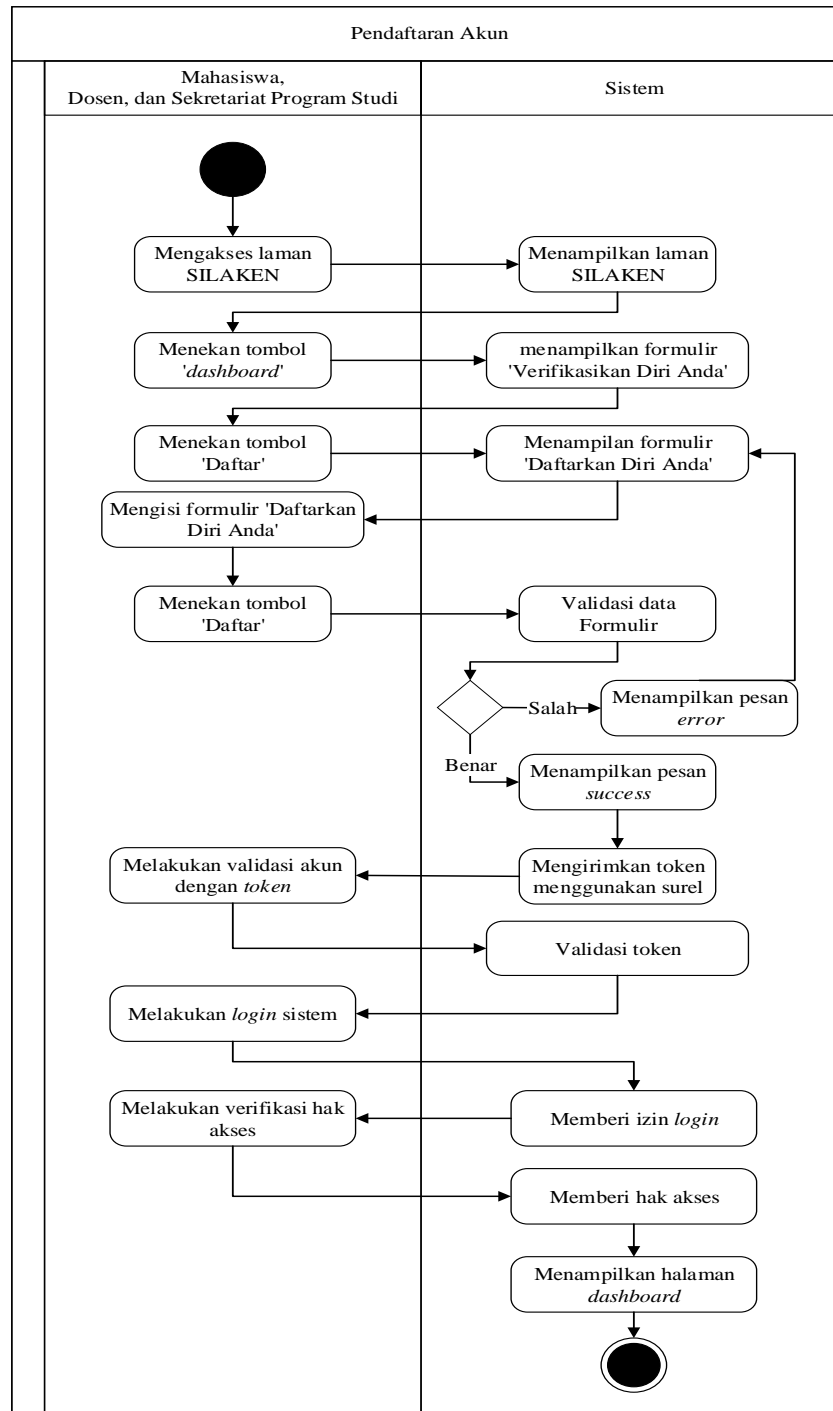 Pendaftaran Akun
Mahasiswa,
Dosen, dan Sekretariat Program Studi
Sistem
Mengakses laman
SILAKEN
Menampilkan laman
SILAKEN
Menekan tombol
'dashboard'
menampilkan formulir
'Verifikasikan Diri Anda'
Menekan tombol
'Daftar'
Menampilan formulir
'Daftarkan Diri Anda'
Mengisi formulir 'Daftarkan
Diri Anda'
Menekan tombol
'Daftar'
Validasi data
Formulir
Salah
Menampilkan pesan
error
Benar
Menampilkan pesan
success
Mengirimkan token
menggunakan surel
Melakukan validasi akun
dengan token
Validasi token
Melakukan login sistem
Memberi izin login
Melakukan verifikasi hak
akses
Memberi hak akses
Menampilkan halaman
dashboard